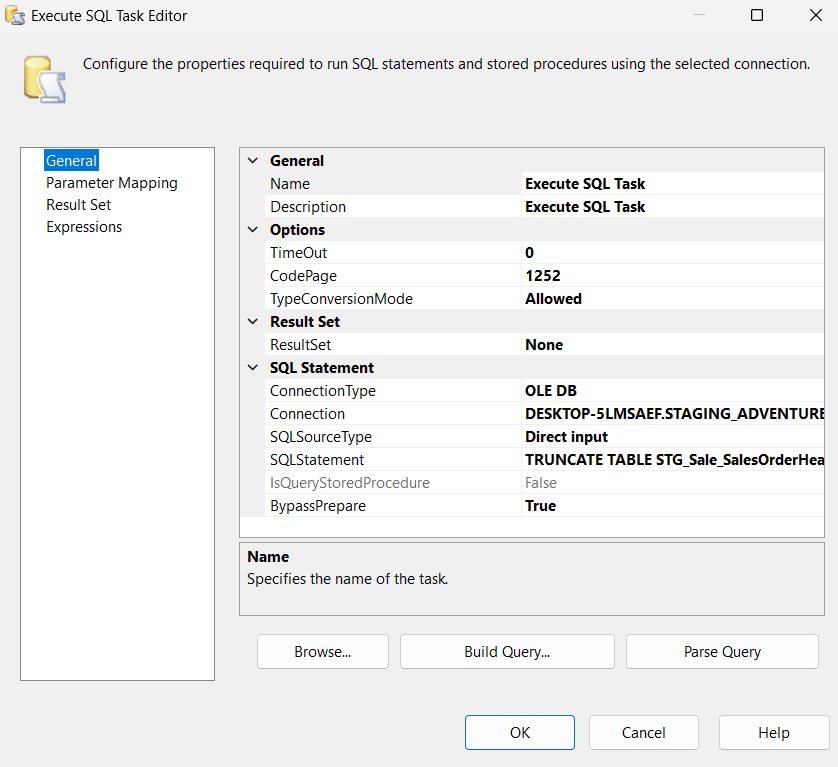 Execute SQL Task Editor
Configure the properties required to run SQL statements and stored procedures using the selected connection.
General
Parameter Mapping
Result Set
Expressions
General
Name Execute SQL Task
Description Execute SQL Task
Options
TimeOut 0
CodePage 1252
TypeConversionMode Allowed
Result Set
ResultSet None
SQL Statement
ConnectionType OLE DB
Connection DESKTOP-5LMSAEF.STAGING_ADVENTURE
SQLSourceType Direct input
SQLStatement TRUNCATE TABLE STG_Sale_SalesOrderHea
IsQueryStoredProcedure False
BypassPrepare True
Name
Specifies the name of the task.
Browse... Build Query... Parse Query
OK Cancel Help